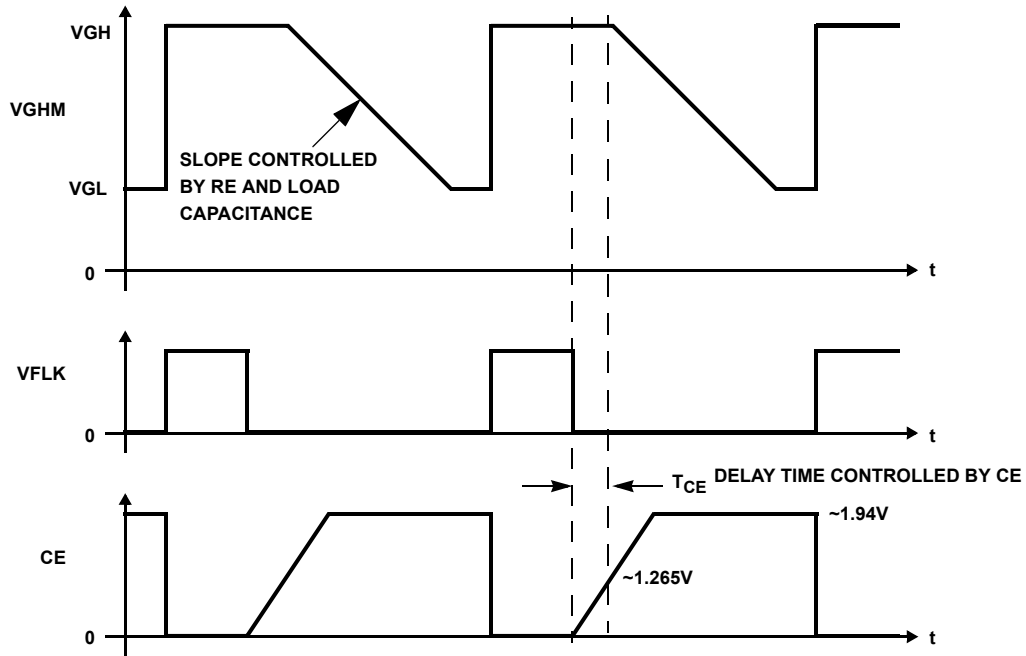 VGH
VGHM
SLOPE CONTROLLED
BY RE AND LOAD
CAPACITANCE
VGL
0
t
VFLK
0
t
T_CE DELAY TIME CONTROLLED BY CE
~1.94V
CE
~1.265V
0
t